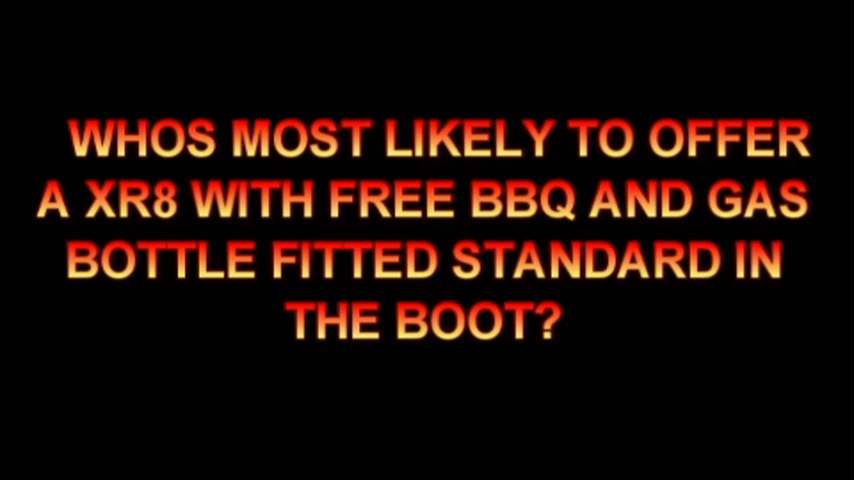 WHOS MOST LIKELY TO OFFER
A XR8 WITH FREE BBQ AND GAS
BOTTLE FITTED STANDARD IN
THE BOOT?